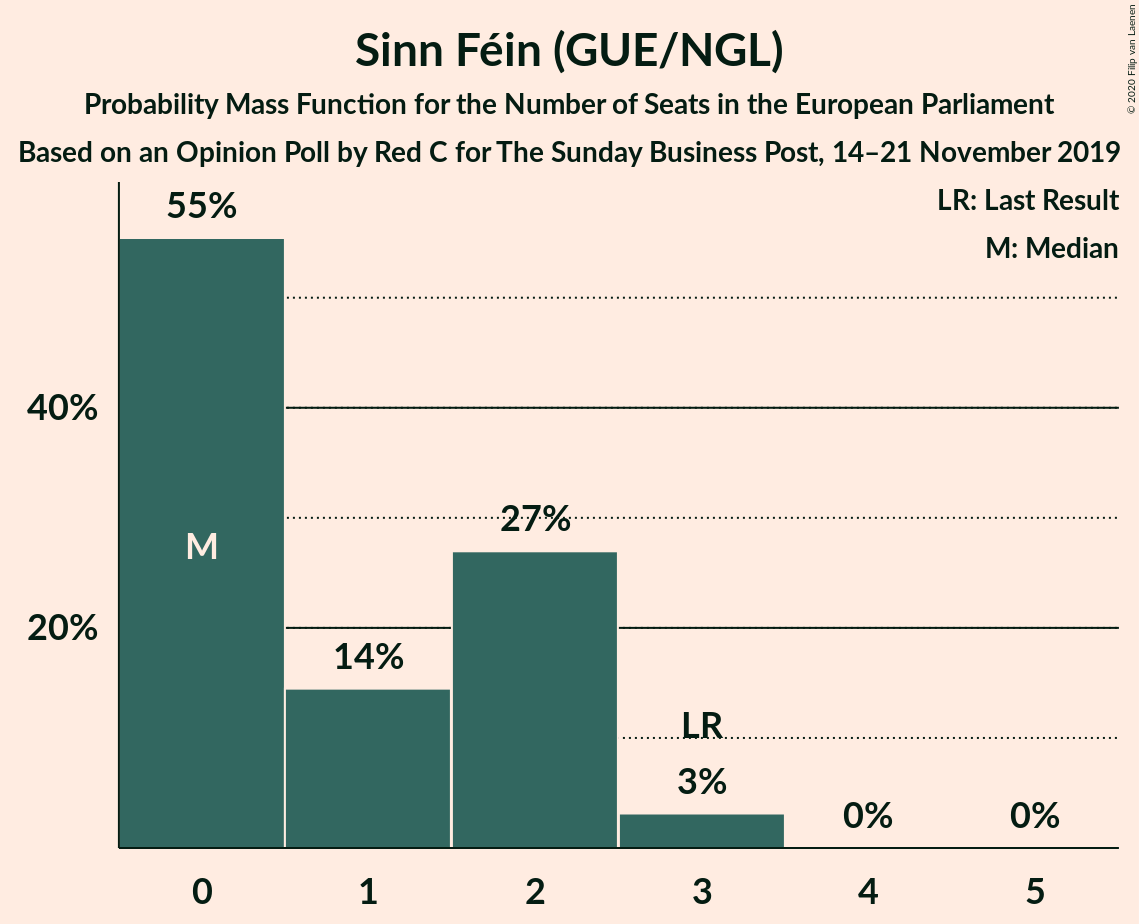 Sinn Féin (GUE/NGL)
Probability Mass Function for the Number of Seats in the European Parliament
Based on an Opinion Poll by Red C for The Sunday Business Post, 14–21 November 2019
© 2020 Filip van Laenen
LR: Last Result
M: Median
55%
40%
27%
M
20%
14%
LR
3%
0%
0%
0
1
2
3
4
5